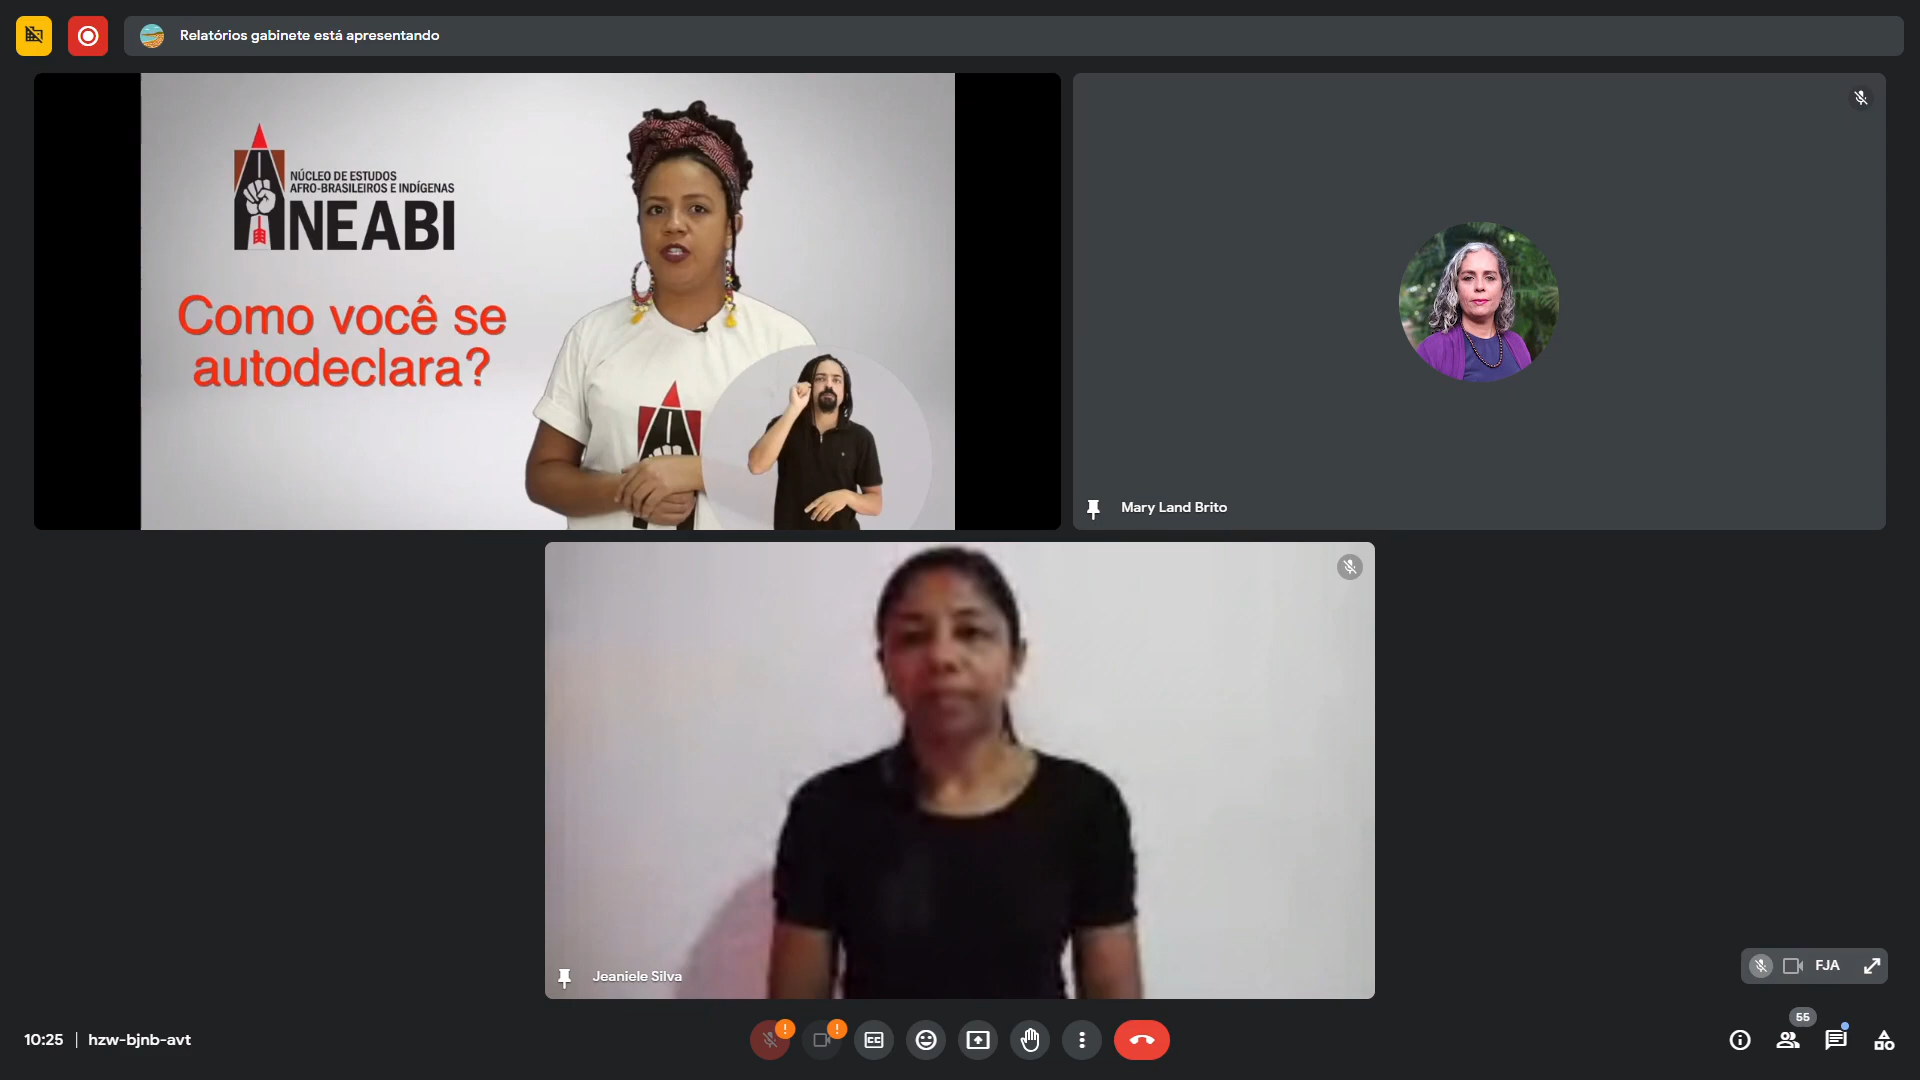 Relatórios gabinete está apresentando
NÚCLEO DE ESTUDOS
AFRO-BRASILEIROS E INDÍGENAS
NEABI
Como você se
autodeclara?
Mary Land Brito
Jeaniele Silva
FJA
55
10:25 | hzw-bjnb-avt
! !
CC